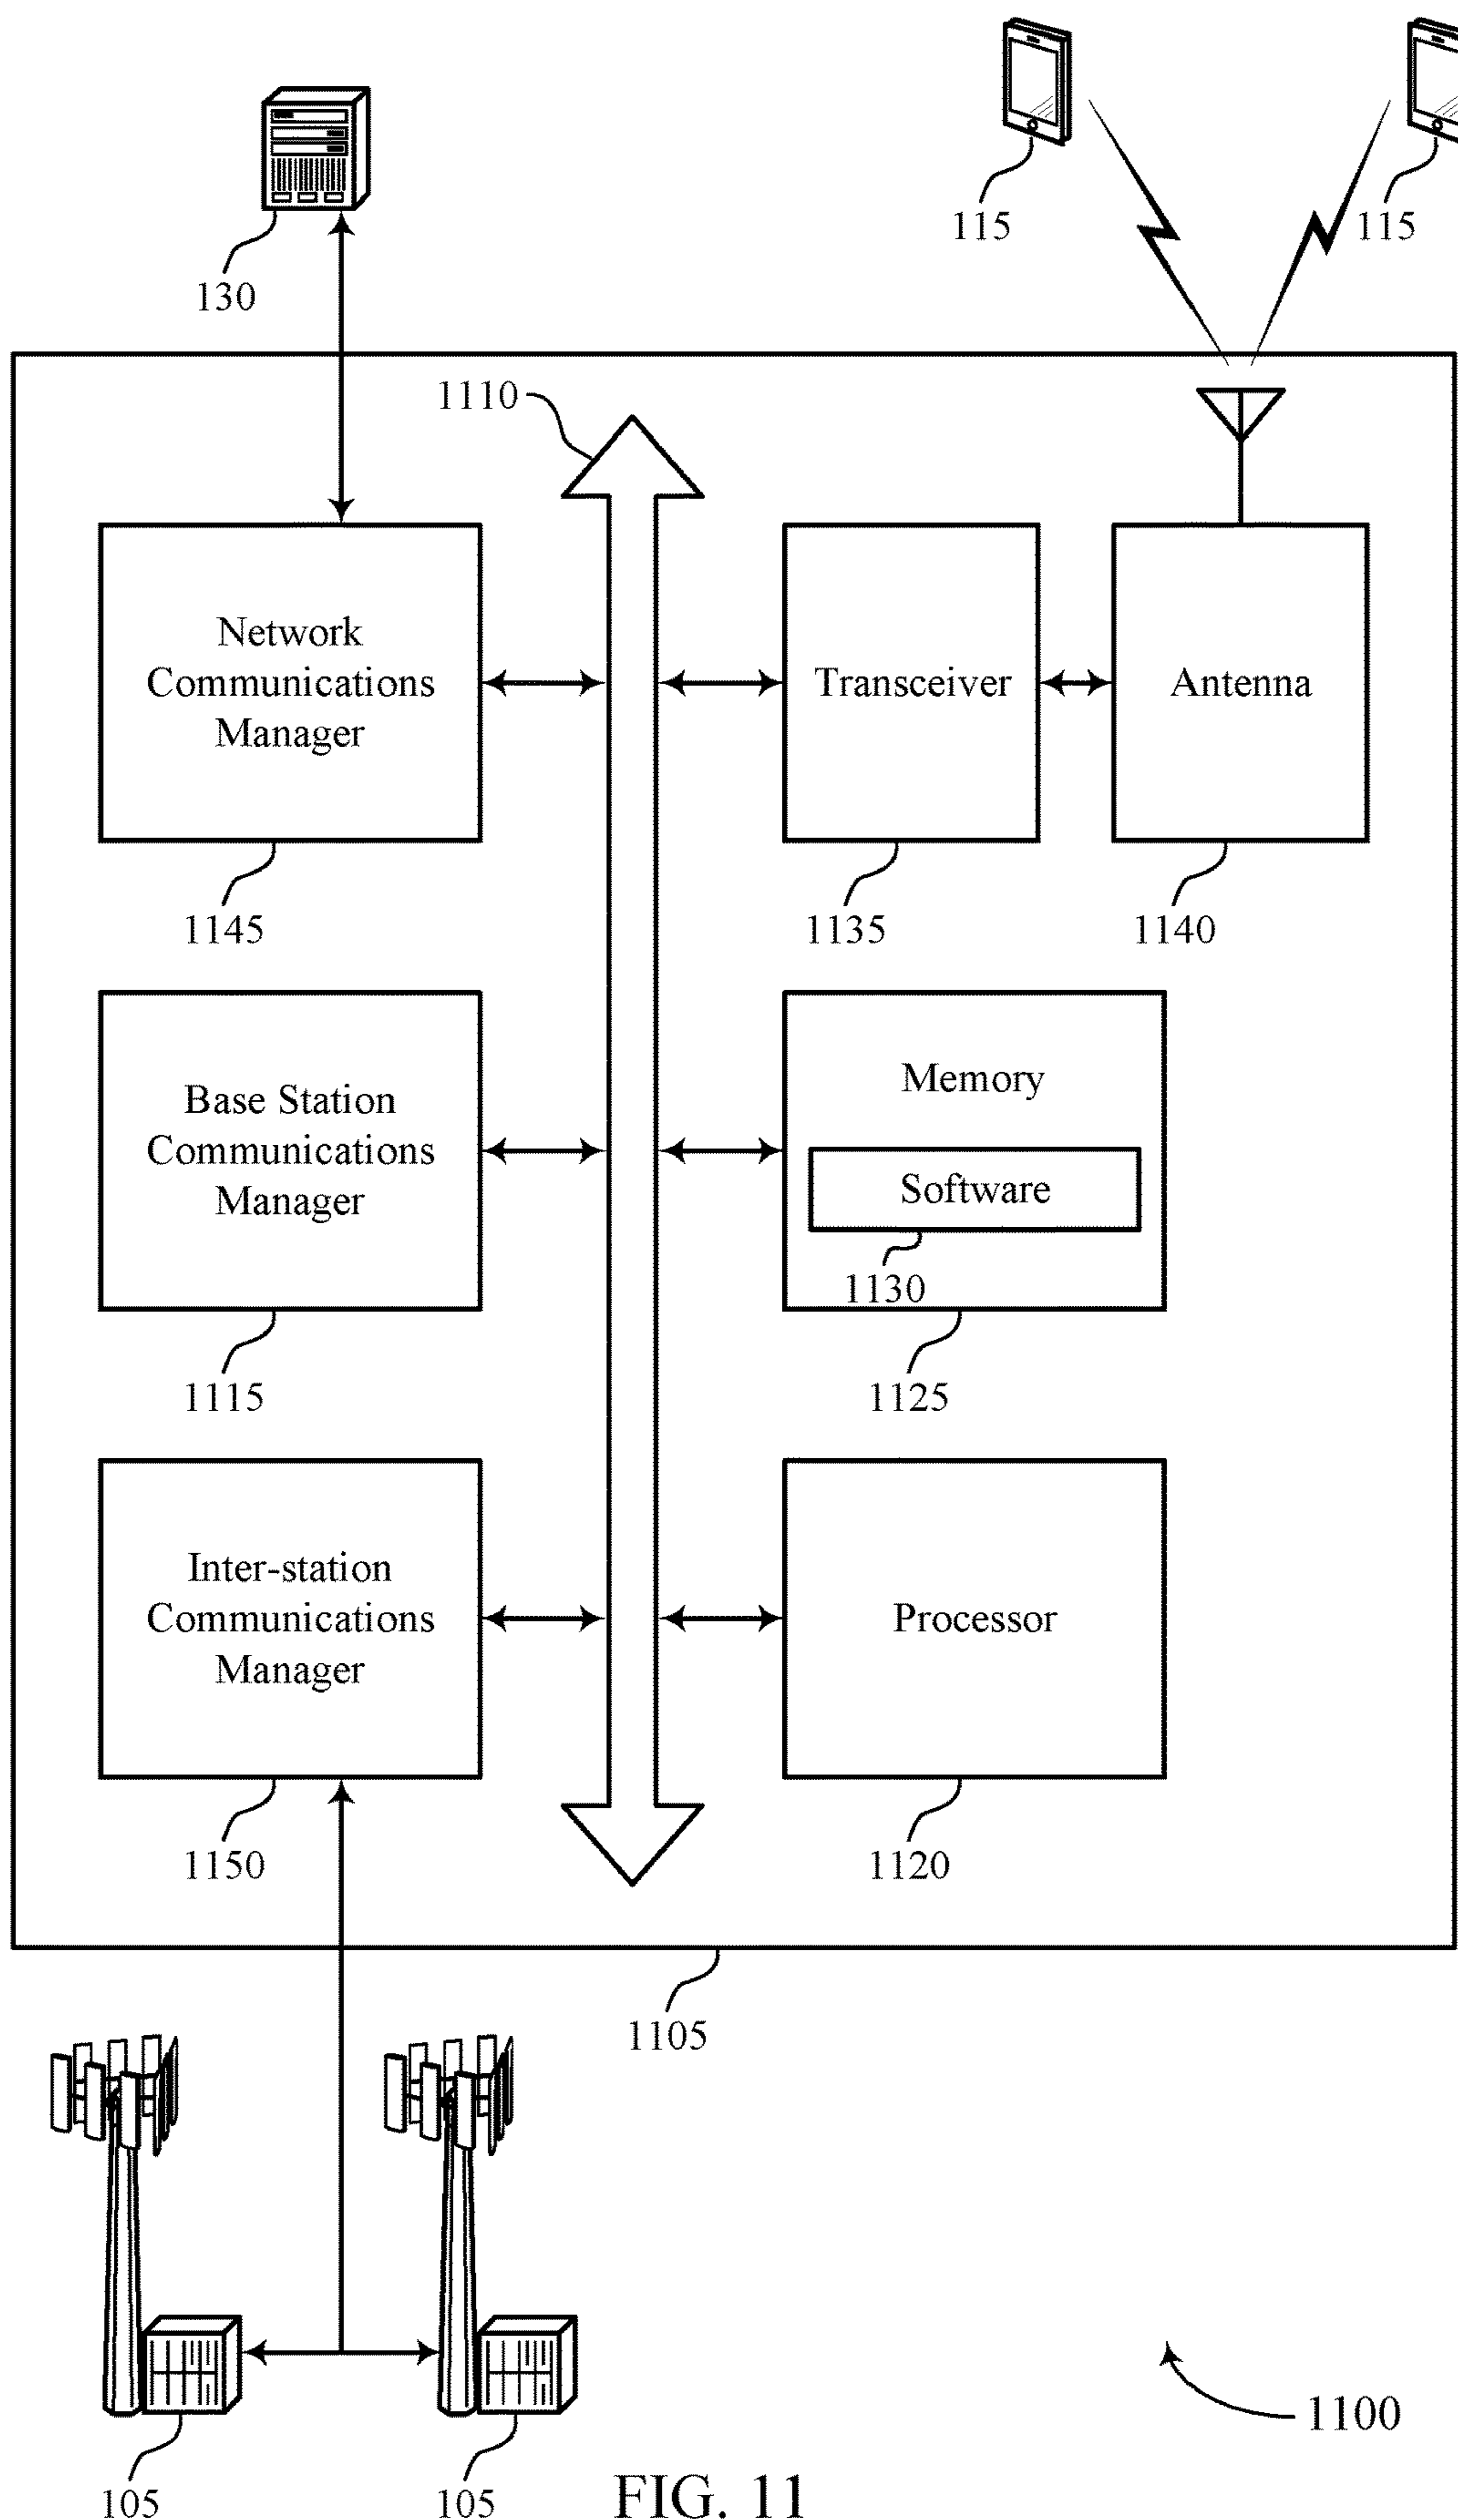 115
115
130
1110
Network
Communications
Manager
Transceiver
Antenna
1145
1135
1140
Base Station
Communications
Manager
Memory
Software
1130
1115
1125
Inter-station
Communications
Manager
Processor
1150
1120
1105
1100
105
105
FIG. 11